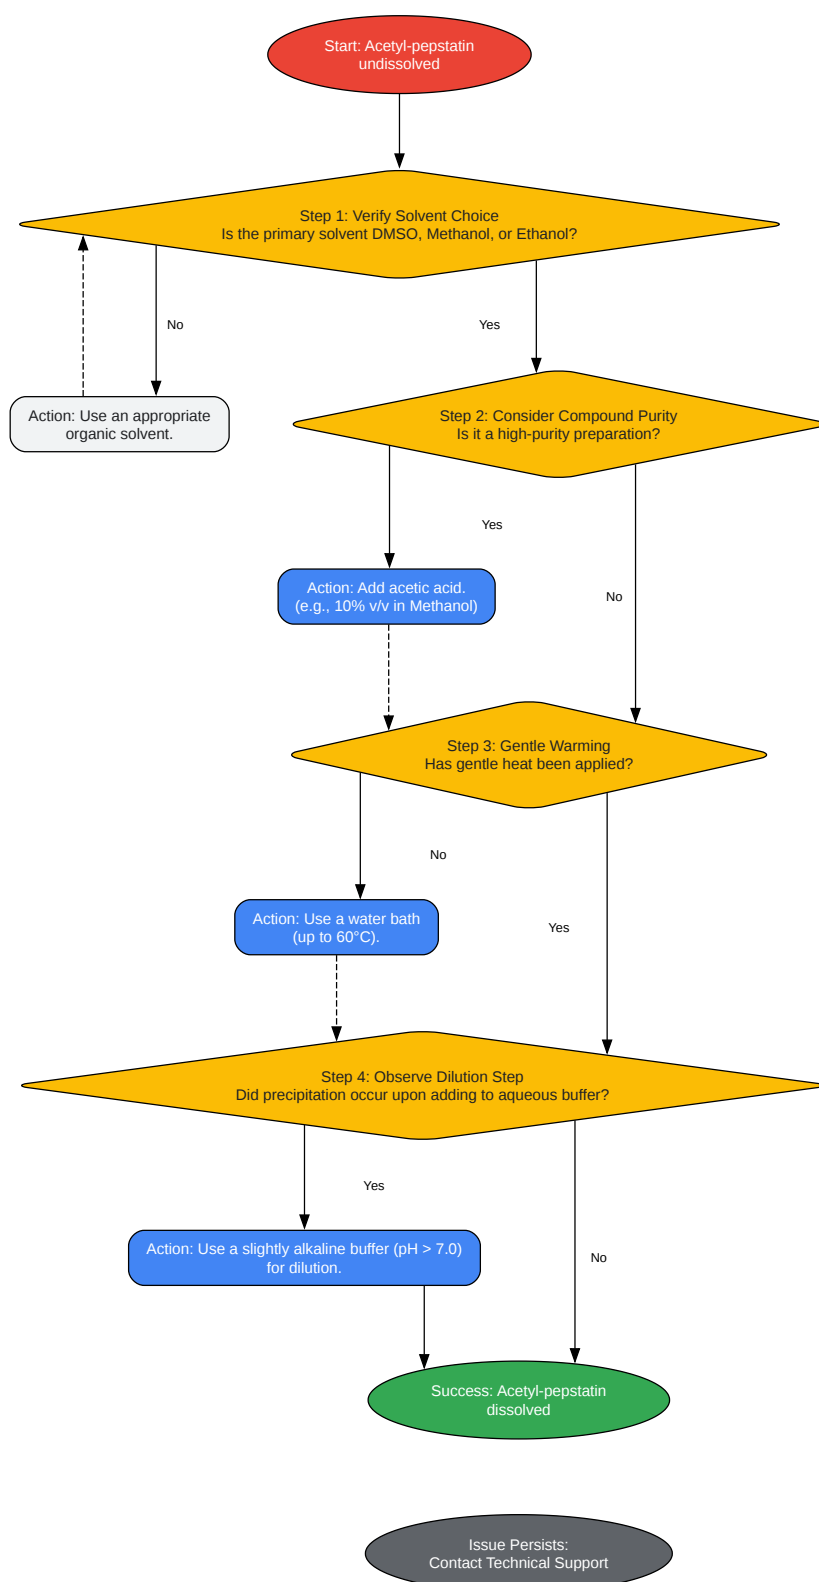 Start: Acetyl-pepstatin
undissolved
Step 1: Verify Solvent Choice
Is the primary solvent DMSO, Methanol, or Ethanol?
No
Yes
Action: Use an appropriate
organic solvent.
Step 2: Consider Compound Purity
Is it a high-purity preparation?
Yes
No
Action: Add acetic acid.
(e.g., 10% v/v in Methanol)
Step 3: Gentle Warming
Has gentle heat been applied?
No
Yes
Action: Use a water bath
(up to 60°C).
Step 4: Observe Dilution Step
Did precipitation occur upon adding to aqueous buffer?
Yes
No
Action: Use a slightly alkaline buffer (pH > 7.0)
for dilution.
Success: Acetyl-pepstatin
dissolved
Issue Persists:
Contact Technical Support